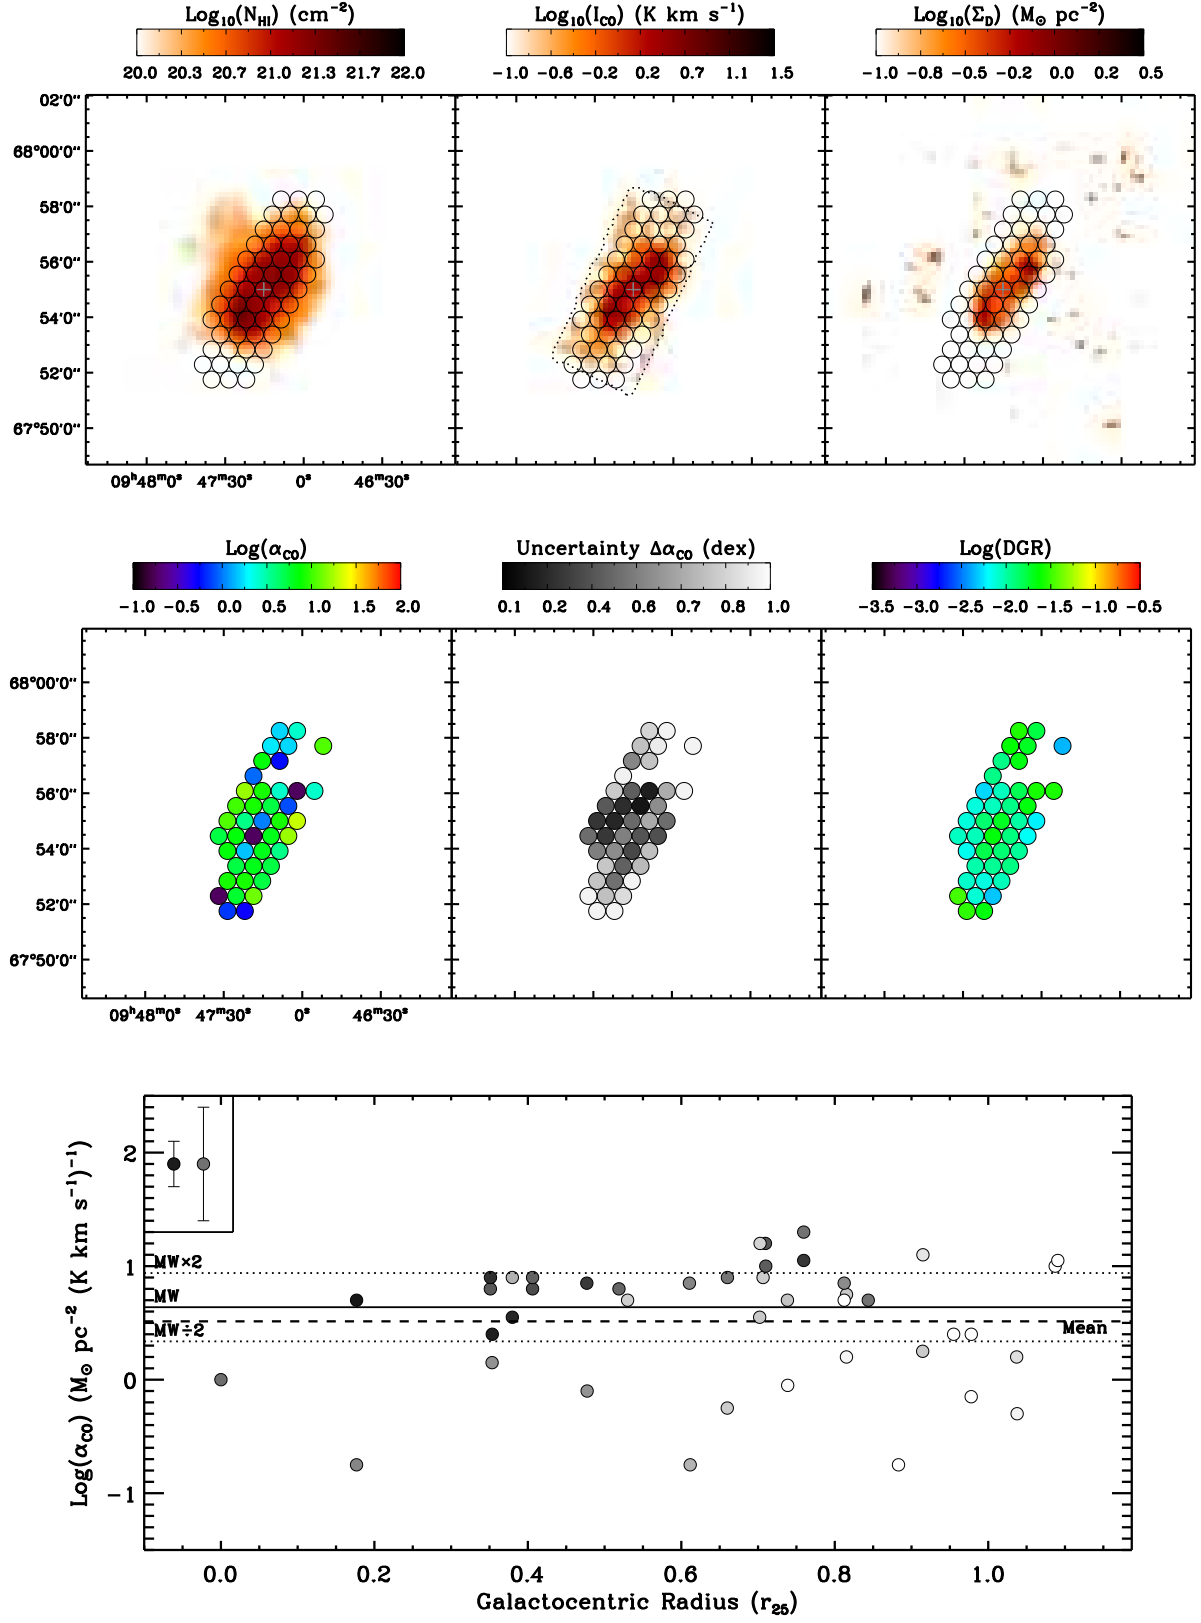 Log₁₀(N_HI) (cm⁻²) Log₁₀(I_CO) (K km s⁻¹) Log₁₀(Σ_D) (M⊙ pc⁻²)
20.0 20.3 20.7 21.0 21.3 21.7 22.0 −1.0 −0.6 −0.2 0.2 0.7 1.1 1.5 −1.0 −0.8 −0.5 −0.2 0.0 0.2 0.5
02'0"
68°00'0"
58'0"
56'0"
54'0"
52'0"
67°50'0"
09ʰ48ᵐ0ˢ 47ᵐ30ˢ 0ˢ 46ᵐ30ˢ
Log(α_CO) Uncertainty Δα_CO (dex) Log(DGR)
−1.0 −0.5 0.0 0.5 1.0 1.5 2.0 0.1 0.2 0.4 0.6 0.7 0.8 1.0 −3.5 −3.0 −2.5 −2.0 −1.5 −1.0 −0.5
68°00'0"
58'0"
56'0"
54'0"
52'0"
67°50'0"
09ʰ48ᵐ0ˢ 47ᵐ30ˢ 0ˢ 46ᵐ30ˢ
Log(α_CO) (M⊙ pc⁻² (K km s⁻¹)⁻¹)
2
1
0
−1
MW×2
MW
MW÷2
Mean
0.0 0.2 0.4 0.6 0.8 1.0
Galactocentric Radius (r₂₅)